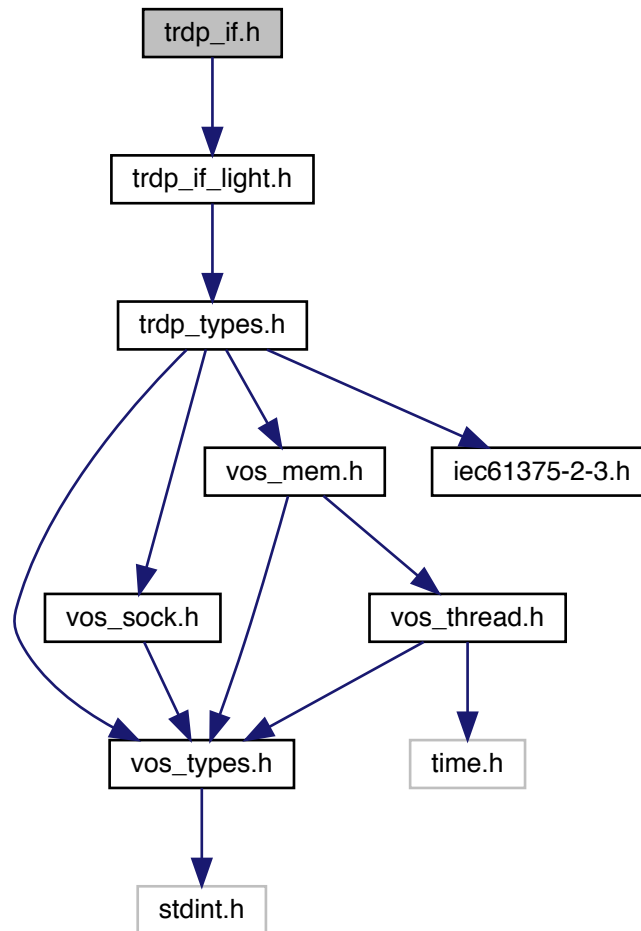 trdp_if.h
trdp_if_light.h
trdp_types.h
vos_mem.h
iec61375-2-3.h
vos_sock.h
vos_thread.h
vos_types.h
time.h
stdint.h